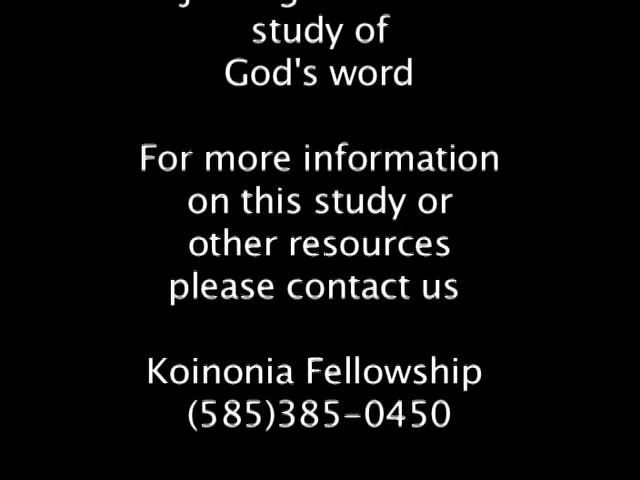 study of
God's word
For more information
on this study or
other resources
please contact us
Koinonia Fellowship
(585)385-0450